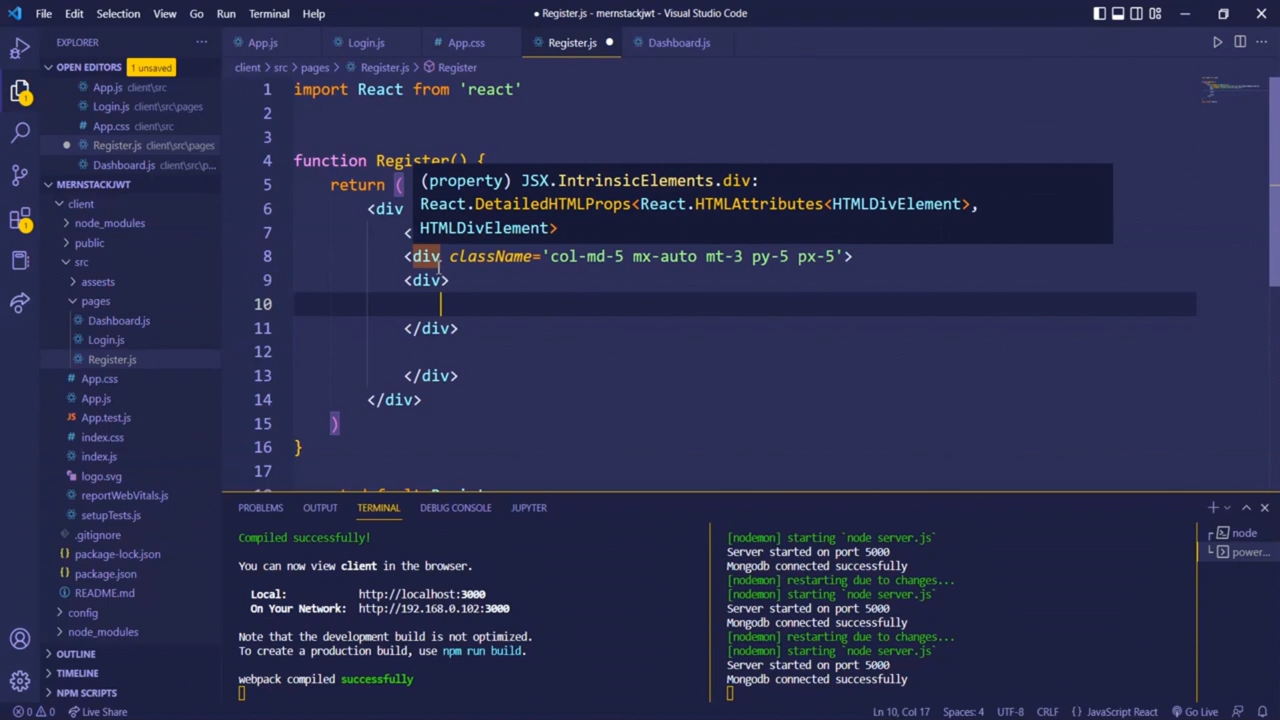 File Edit Selection View Go Run Terminal Help
Register.js - mernstackjwt - Visual Studio Code
EXPLORER
OPEN EDITORS 1 unsaved
App.js client\src
Login.js client\src\pages
App.css client\src
Register.js client\src\pages
Dashboard.js client\src\p...
MERNSTACKJWT
client
node_modules
public
src
assests
pages
Dashboard.js
Login.js
Register.js
App.css
App.js
App.test.js
index.css
index.js
logo.svg
reportWebVitals.js
setupTests.js
.gitignore
package-lock.json
package.json
README.md
config
node_modules
OUTLINE
TIMELINE
NPM SCRIPTS
App.js Login.js App.css Register.js Dashboard.js
client > src > pages > Register.js > Register
1 import React from 'react'
2
3
4 function Register() {
5 return (
(property) JSX.IntrinsicElements.div:
React.DetailedHTMLProps<React.HTMLAttributes<HTMLDivElement>,
HTMLDivElement>
6 <div
7 <
8 <div className='col-md-5 mx-auto mt-3 py-5 px-5'>
9 <div>
10
11 </div>
12
13 </div>
14 </div>
15 )
16 }
17
PROBLEMS OUTPUT TERMINAL DEBUG CONSOLE JUPYTER
Compiled successfully!
You can now view client in the browser.
Local: http://localhost:3000
On Your Network: http://192.168.0.102:3000
Note that the development build is not optimized.
To create a production build, use npm run build.
webpack compiled successfully
[nodemon] starting `node server.js`
Server started on port 5000
Mongodb connected successfully
[nodemon] restarting due to changes...
[nodemon] starting `node server.js`
Server started on port 5000
Mongodb connected successfully
[nodemon] restarting due to changes...
[nodemon] starting `node server.js`
Server started on port 5000
Mongodb connected successfully
node
power...
0 0 Live Share
Ln 10, Col 17 Spaces: 4 UTF-8 CRLF {} JavaScript React Go Live